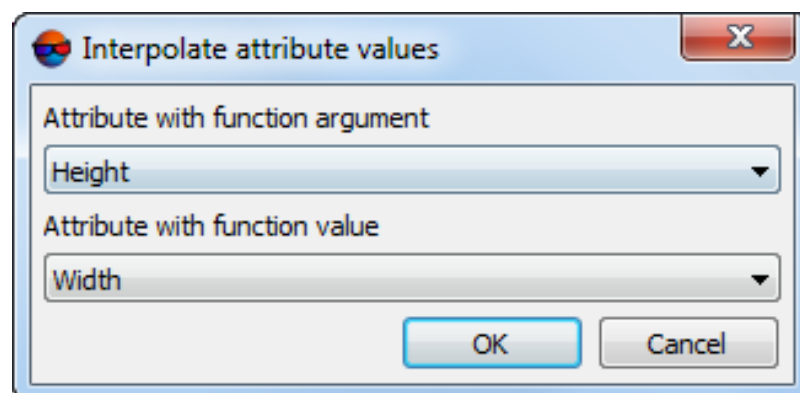 Interpolate attribute values
Attribute with function argument
Height
Attribute with function value
Width
OK Cancel